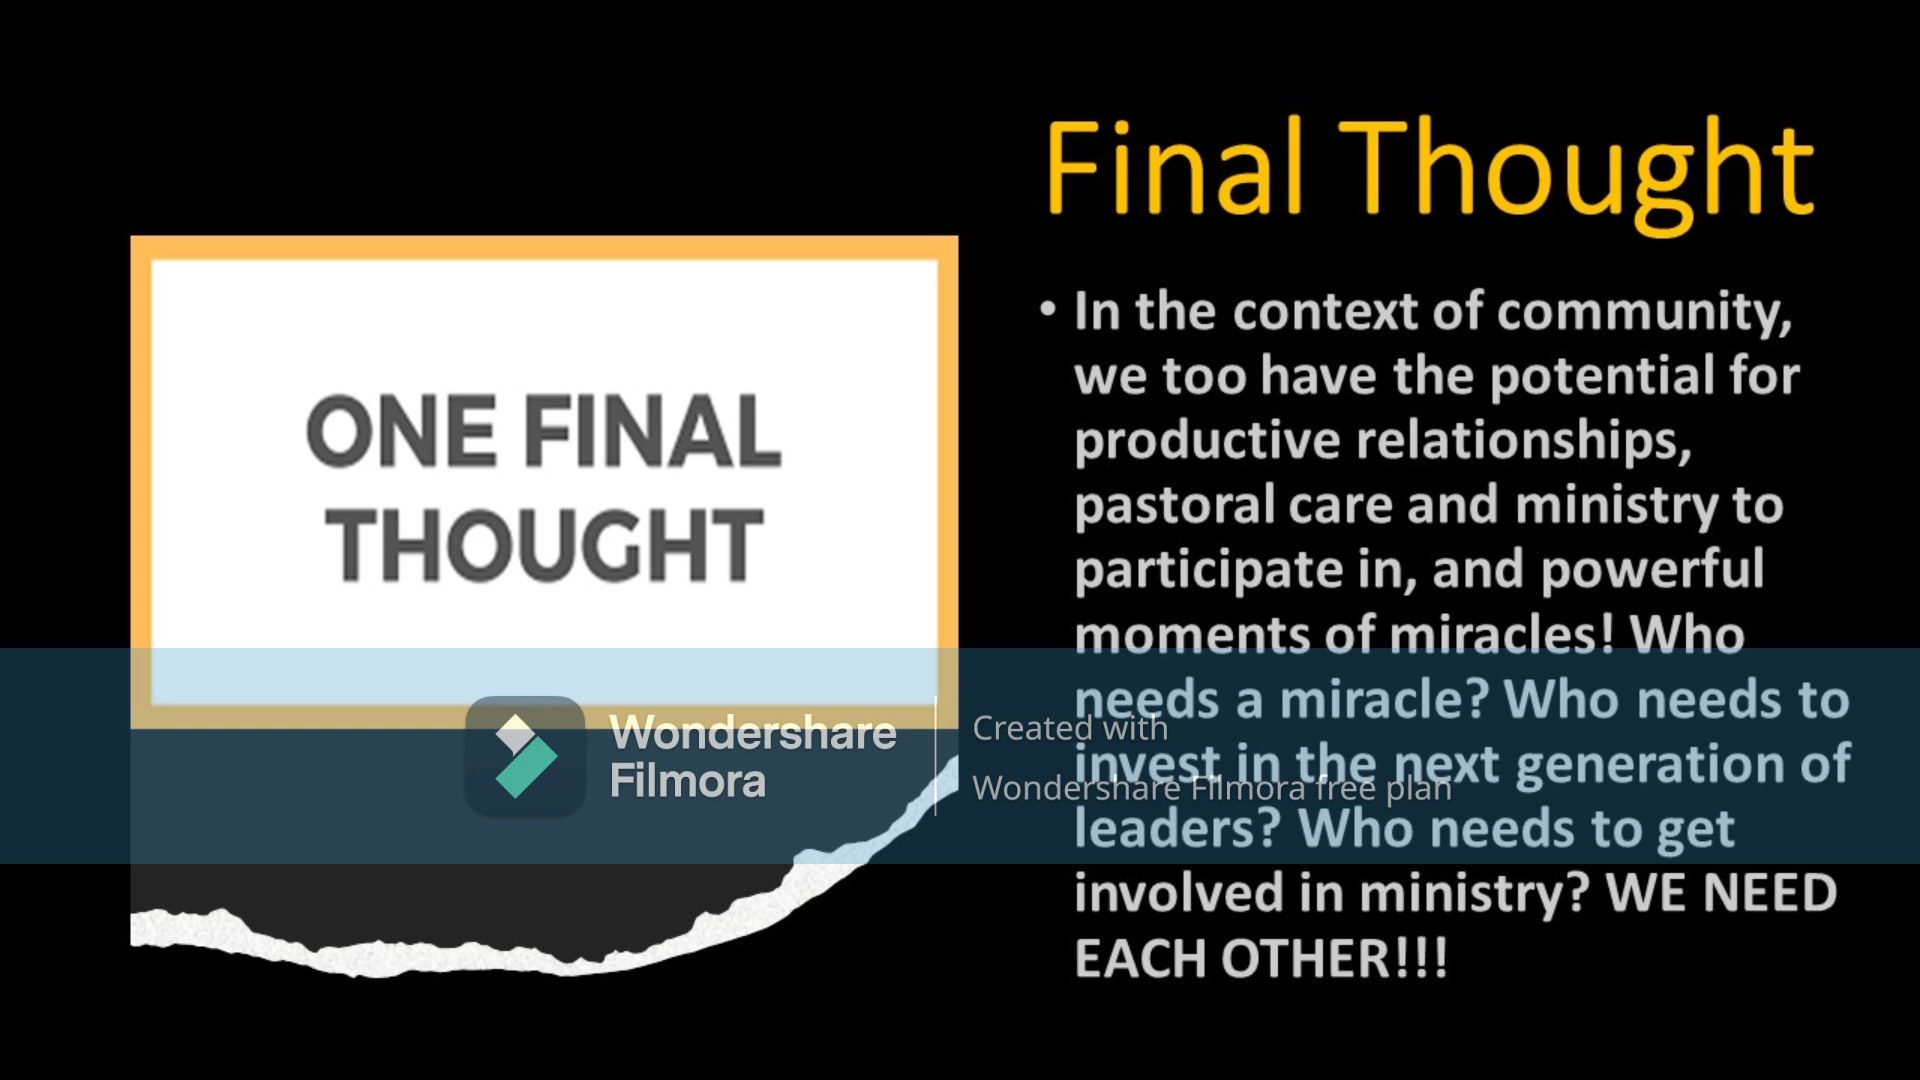 Final Thought
ONE FINAL
THOUGHT
• In the context of community,
we too have the potential for
productive relationships,
pastoral care and ministry to
participate in, and powerful
moments of miracles! Who
needs a miracle? Who needs to
invest in the next generation of
leaders? Who needs to get
involved in ministry? WE NEED
EACH OTHER!!!
Wondershare
Filmora
Created with
Wondershare Filmora free plan